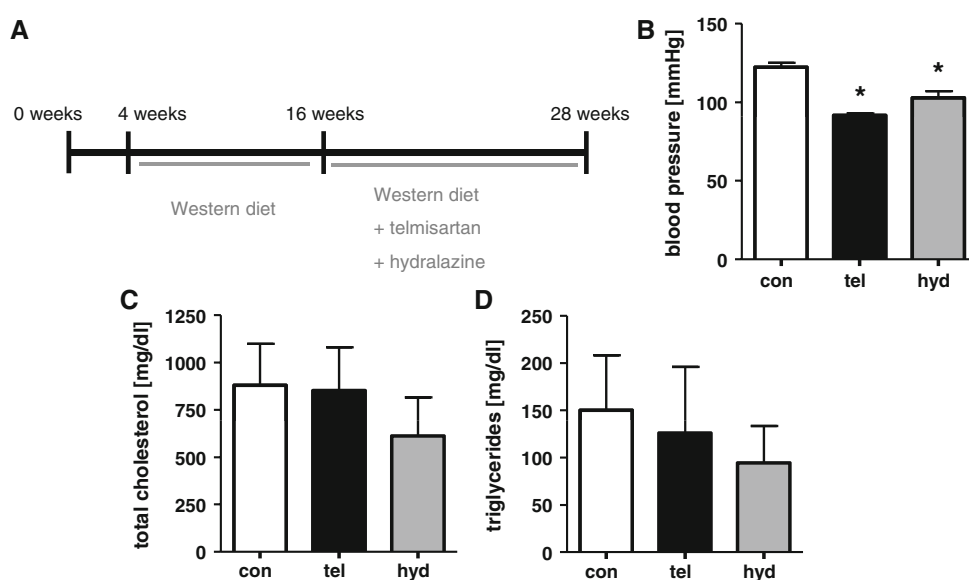 A
0 weeks 4 weeks 16 weeks 28 weeks
Western diet
Western diet
+ telmisartan
+ hydralazine
B
blood pressure [mmHg]
150
100
50
0
*
*
con tel hyd
C
total cholesterol [mg/dl]
1250
1000
750
500
250
0
con tel hyd
D
triglycerides [mg/dl]
250
200
150
100
50
0
con tel hyd